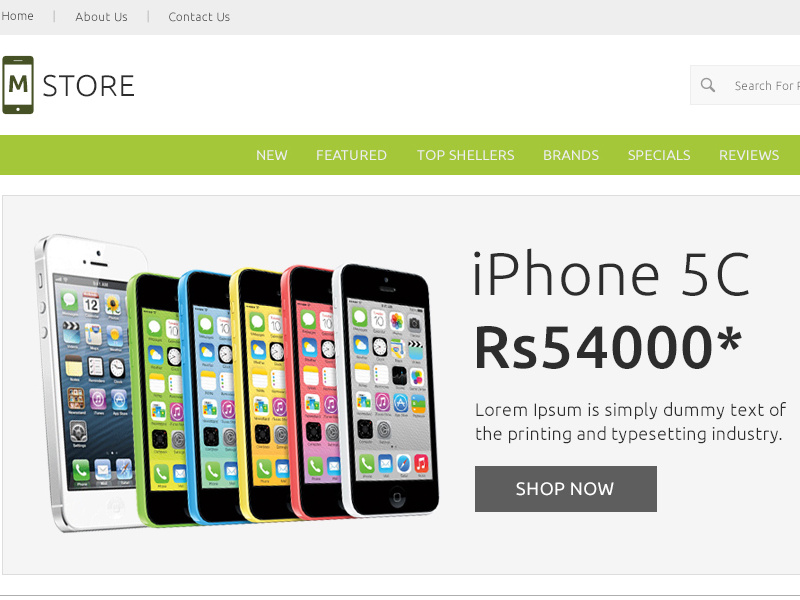 Home | About Us | Contact Us
M STORE
Search For
NEW FEATURED TOP SHELLERS BRANDS SPECIALS REVIEWS
iPhone 5C
Rs54000*
Lorem Ipsum is simply dummy text of
the printing and typesetting industry.
SHOP NOW